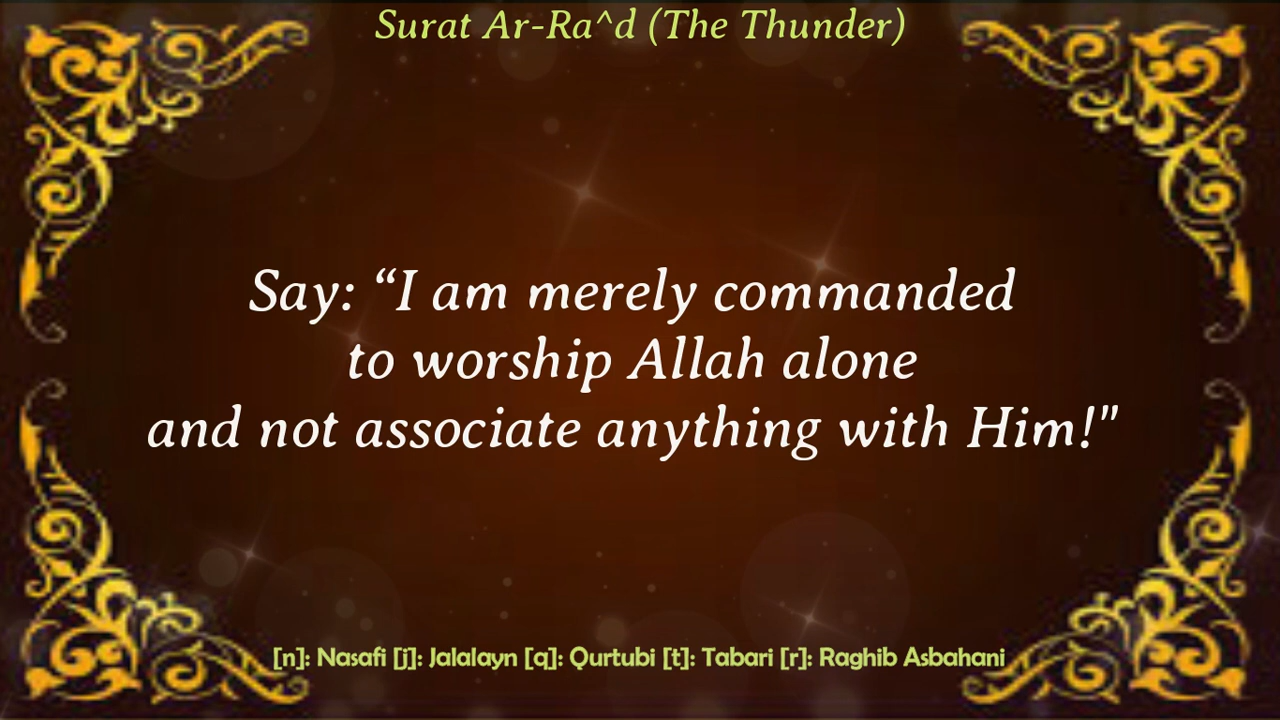 Surat Ar-Ra^d (The Thunder)
Say: “I am merely commanded
to worship Allah alone
and not associate anything with Him!"
[n]: Nasafi [j]: Jalalayn [q]: Qurtubi [t]: Tabari [r]: Raghib Asbahani